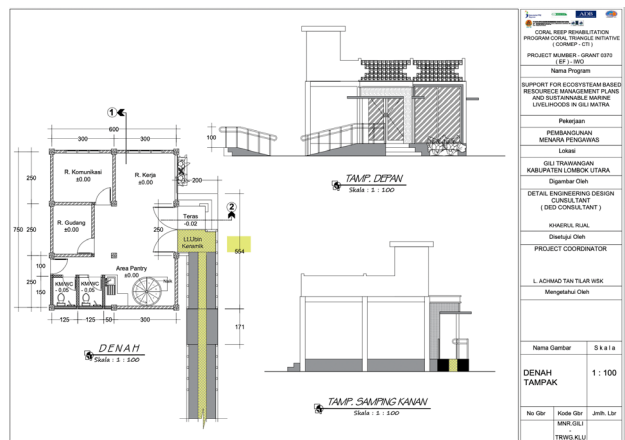 600
300
300
1
250
R. Komunikasi
±0.00
R. Kerja
±0.00
200
R. Gudang
±0.00
250
Teras
-0.02
2
Lt.Ubin
Keramik
554
750
250
100
250
150
Area Pantry
±0.00
KM/WC
- 0.05
KM/WC
- 0.05
125
125
50
300
171
DENAH
Skala : 1 : 100
100
TAMP. DEPAN
Skala : 1 : 100
TAMP. SAMPING KANAN
Skala : 1 : 100
ADB
CORAL REEP REHABILITATION
PROGRAM CORAL TRIANGLE INITIATIVE
( CORMEP - CTI )
PROJECT MUMBER - GRANT 0370
( EF ) - IWO
Nama Program
SUPPORT FOR ECOSYSTEAM BASED
RESOURECE MANAGEMENT PLANS
AND SUSTAINNABLE MARINE
LIVELIHOODS IN GILI MATRA
Pekerjaan
PEMBANGUNAN
MENARA PENGAWAS
Lokasi
GILI TRAWANGAN
KABUPATEN LOMBOK UTARA
Digambar Oleh
DETAIL ENGINEERING DESIGN
CUNSULTANT
( DED CONSULTANT )
KHAERUL RIJAL
Disetujui Oleh
PROJECT COORDINATOR
L. ACHMAD TAN TILAR WSK
Mengetahui Oleh
Nama Gambar
Skala
DENAH
TAMPAK
1 : 100
No Gbr
Kode Gbr
Jmlh. Lbr
MNR.GILI
-
TRWG.KLU